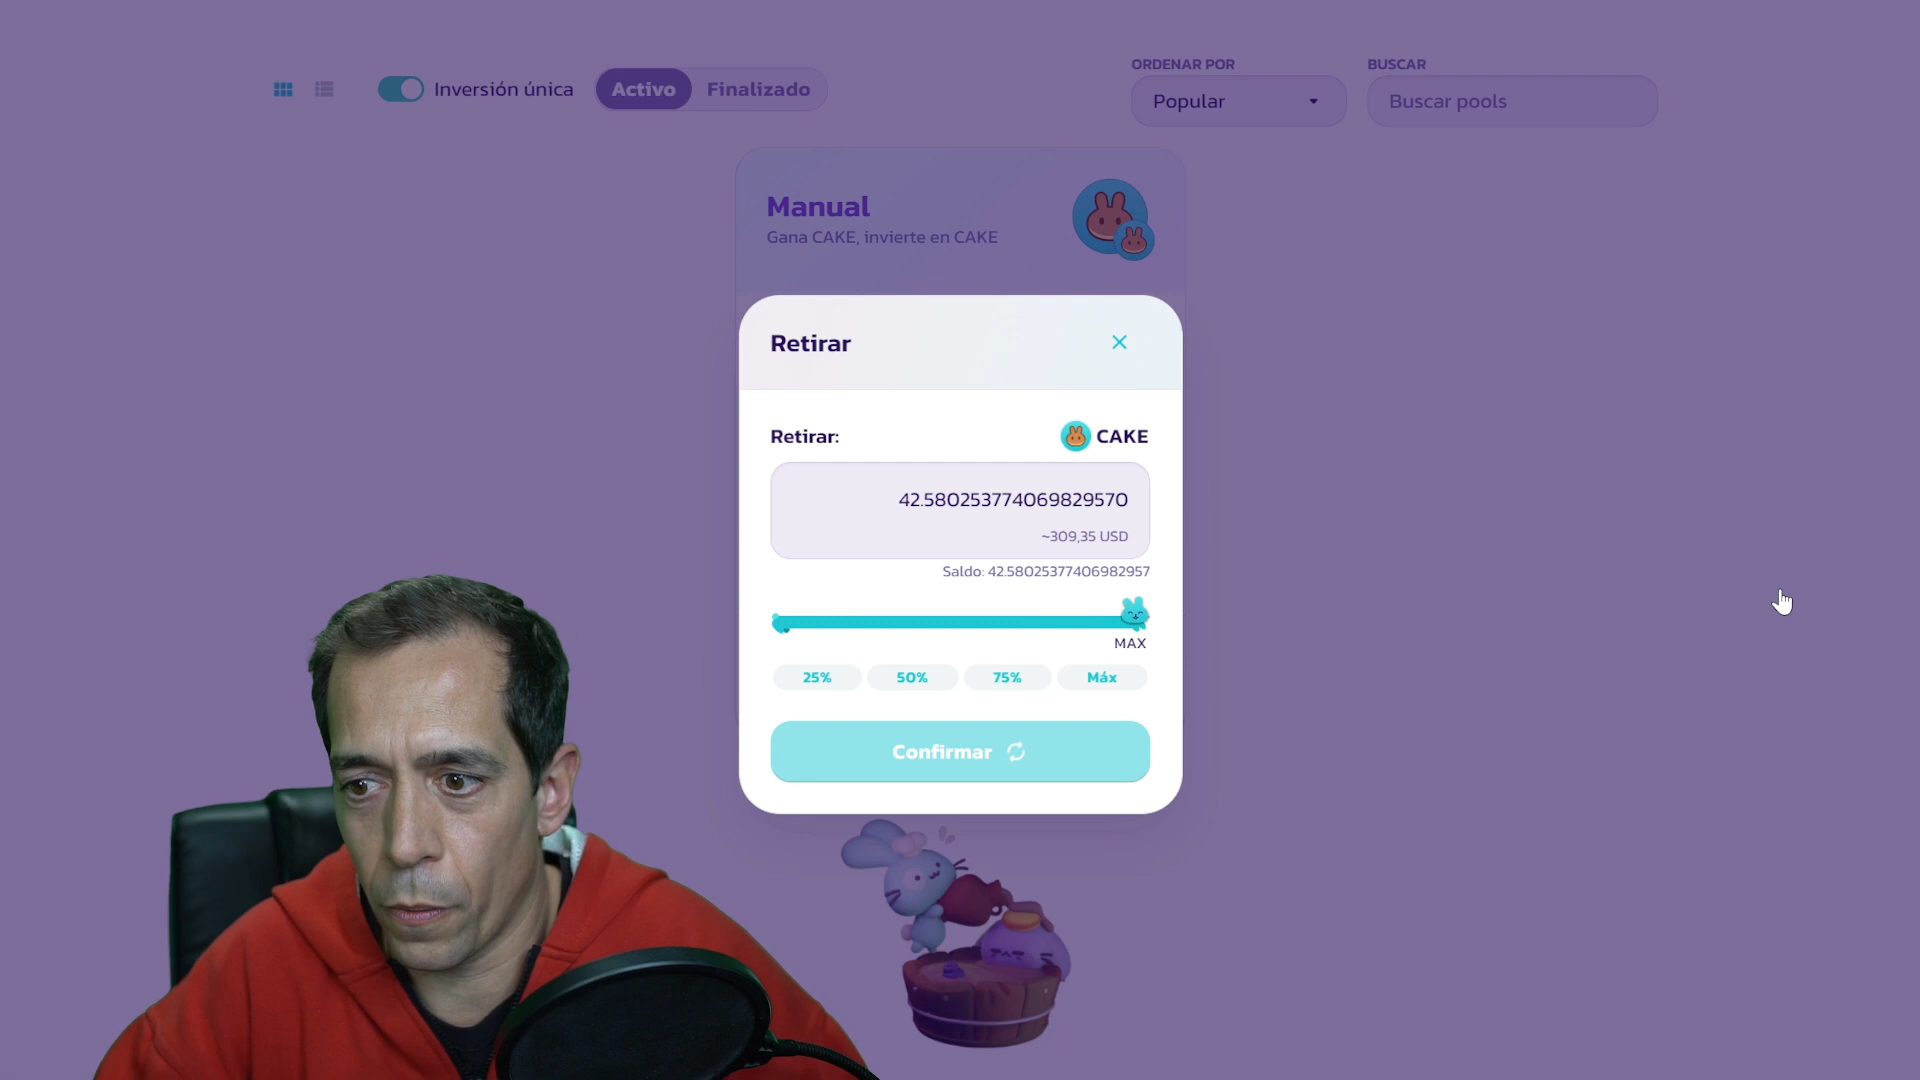 Inversión única
Activo
Finalizado
ORDENAR POR
Popular
BUSCAR
Buscar pools
Manual
Gana CAKE, invierte en CAKE
Retirar
Retirar:
CAKE
42.580253774069829570
~309,35 USD
Saldo: 42.58025377406982957
MAX
25%
50%
75%
Máx
Confirmar